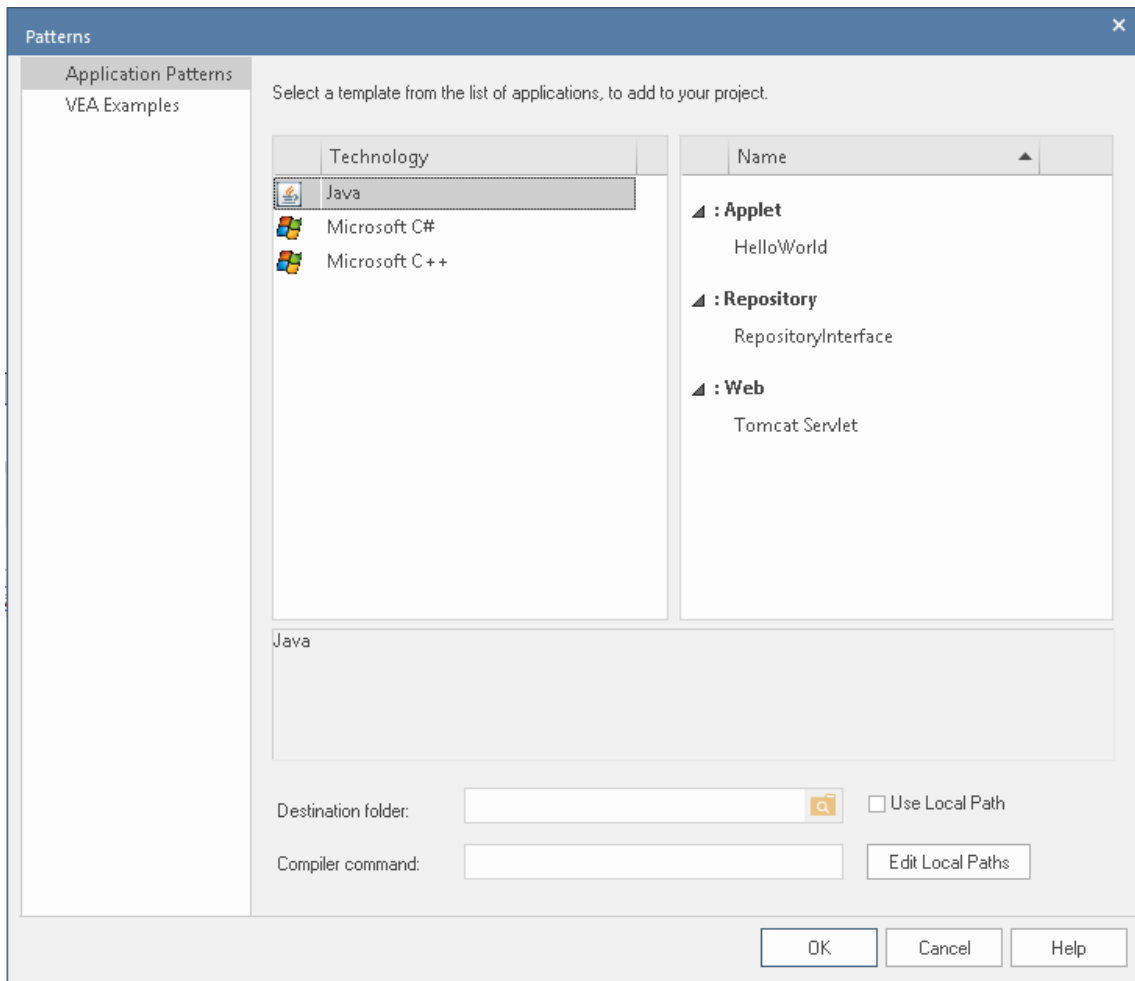 Patterns
Application Patterns
VEA Examples
Select a template from the list of applications, to add to your project.
Technology
Java
Microsoft C#
Microsoft C++
Name
: Applet
HelloWorld
: Repository
RepositoryInterface
: Web
Tomcat Servlet
Java
Destination folder:
Use Local Path
Compiler command:
Edit Local Paths
OK
Cancel
Help